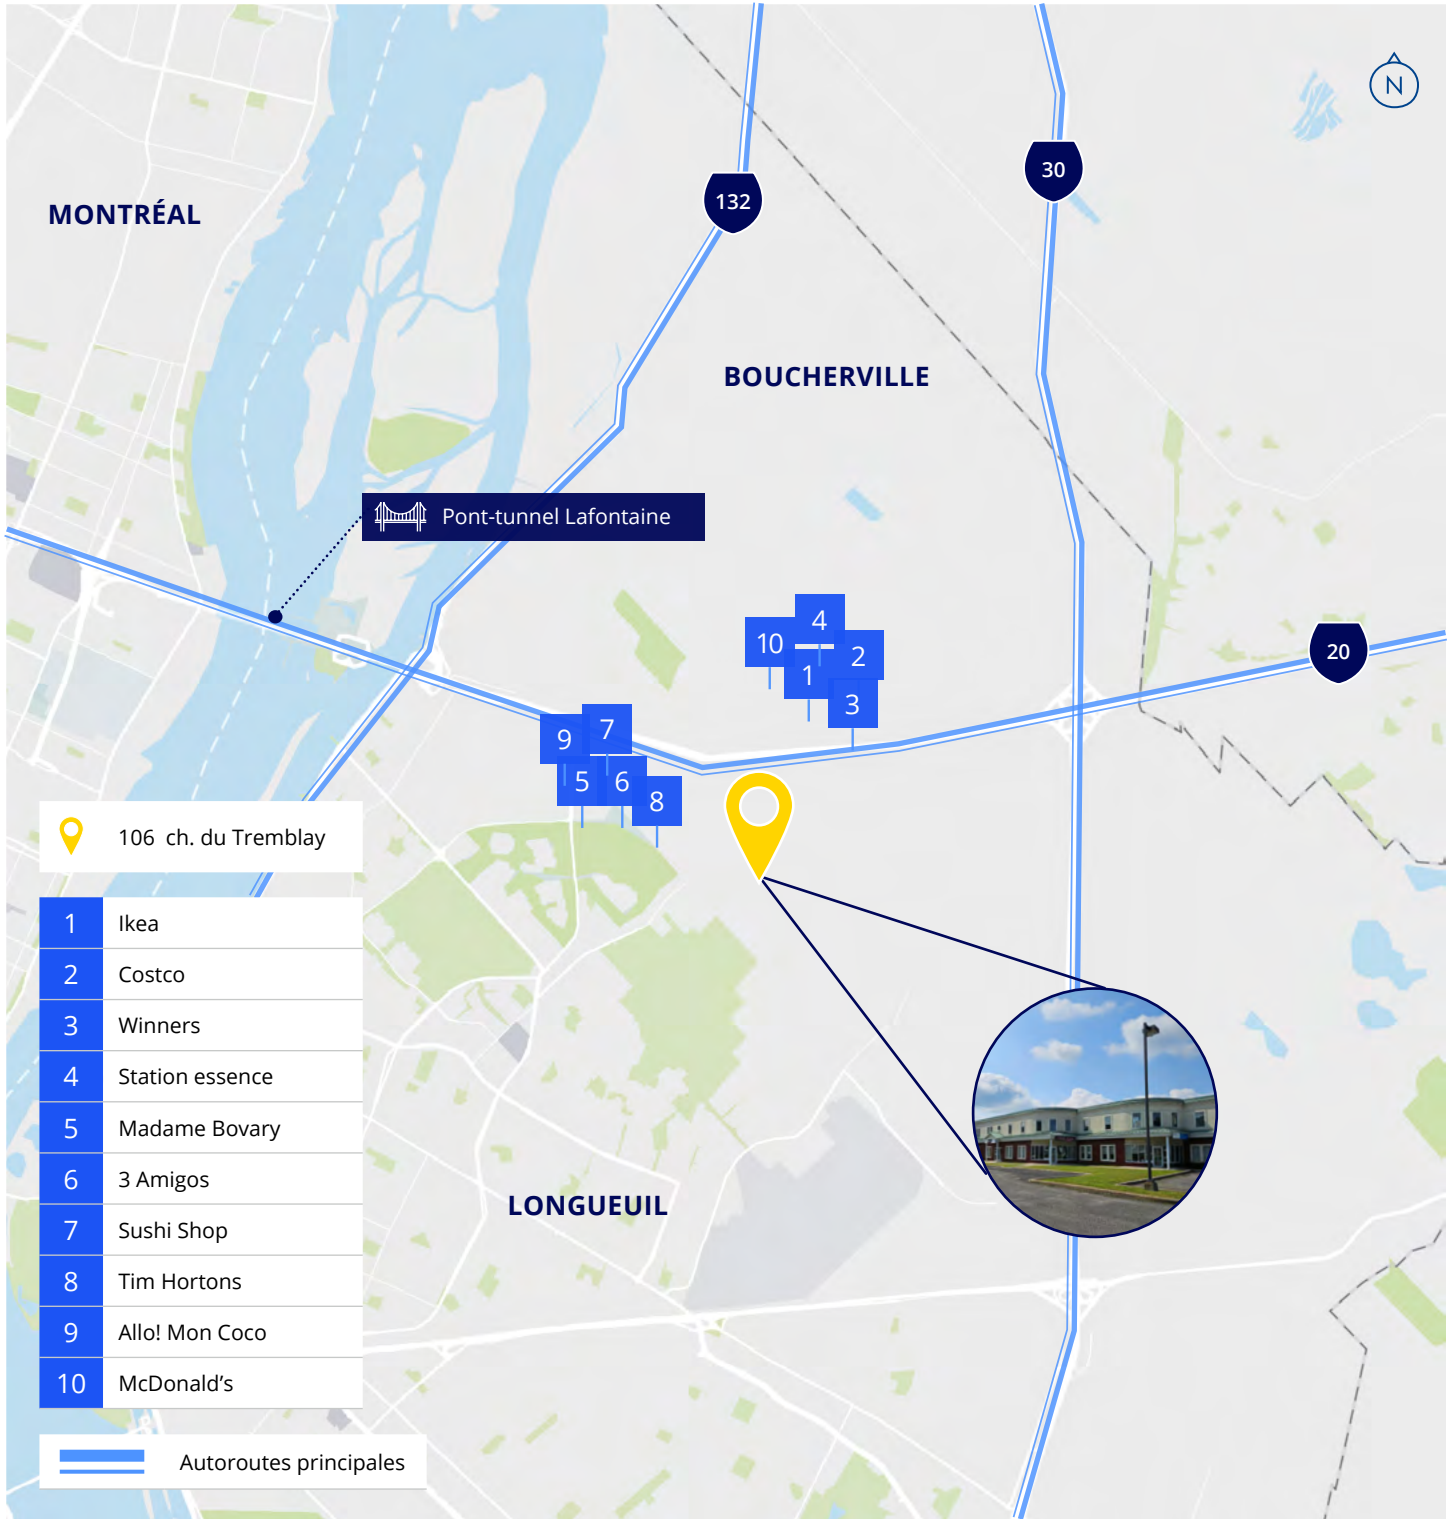 N
132
30
MONTRÉAL
BOUCHERVILLE
Pont-tunnel Lafontaine
4
10
2
1
3
20
7
9
5
6
8
106 ch. du Tremblay
1 Ikea
2 Costco
3 Winners
4 Station essence
5 Madame Bovary
6 3 Amigos
7 Sushi Shop
8 Tim Hortons
9 Allo! Mon Coco
10 McDonald's
LONGUEUIL
Autoroutes principales